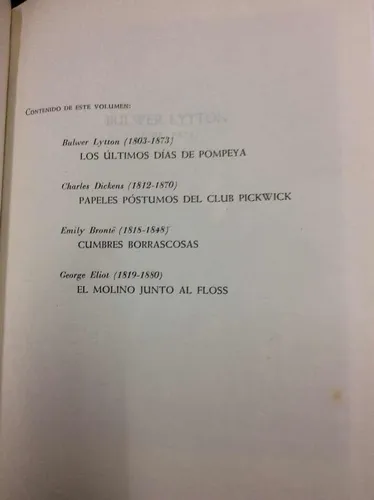 CONTENIDO DE ESTE VOLUMEN:
Bulwer Lytton (1803-1873)
LOS ÚLTIMOS DÍAS DE POMPEYA
Charles Dickens (1812-1870)
PAPELES PÓSTUMOS DEL CLUB PICKWICK
Emily Brontë (1818-1848)
CUMBRES BORRASCOSAS
George Eliot (1819-1880)
EL MOLINO JUNTO AL FLOSS